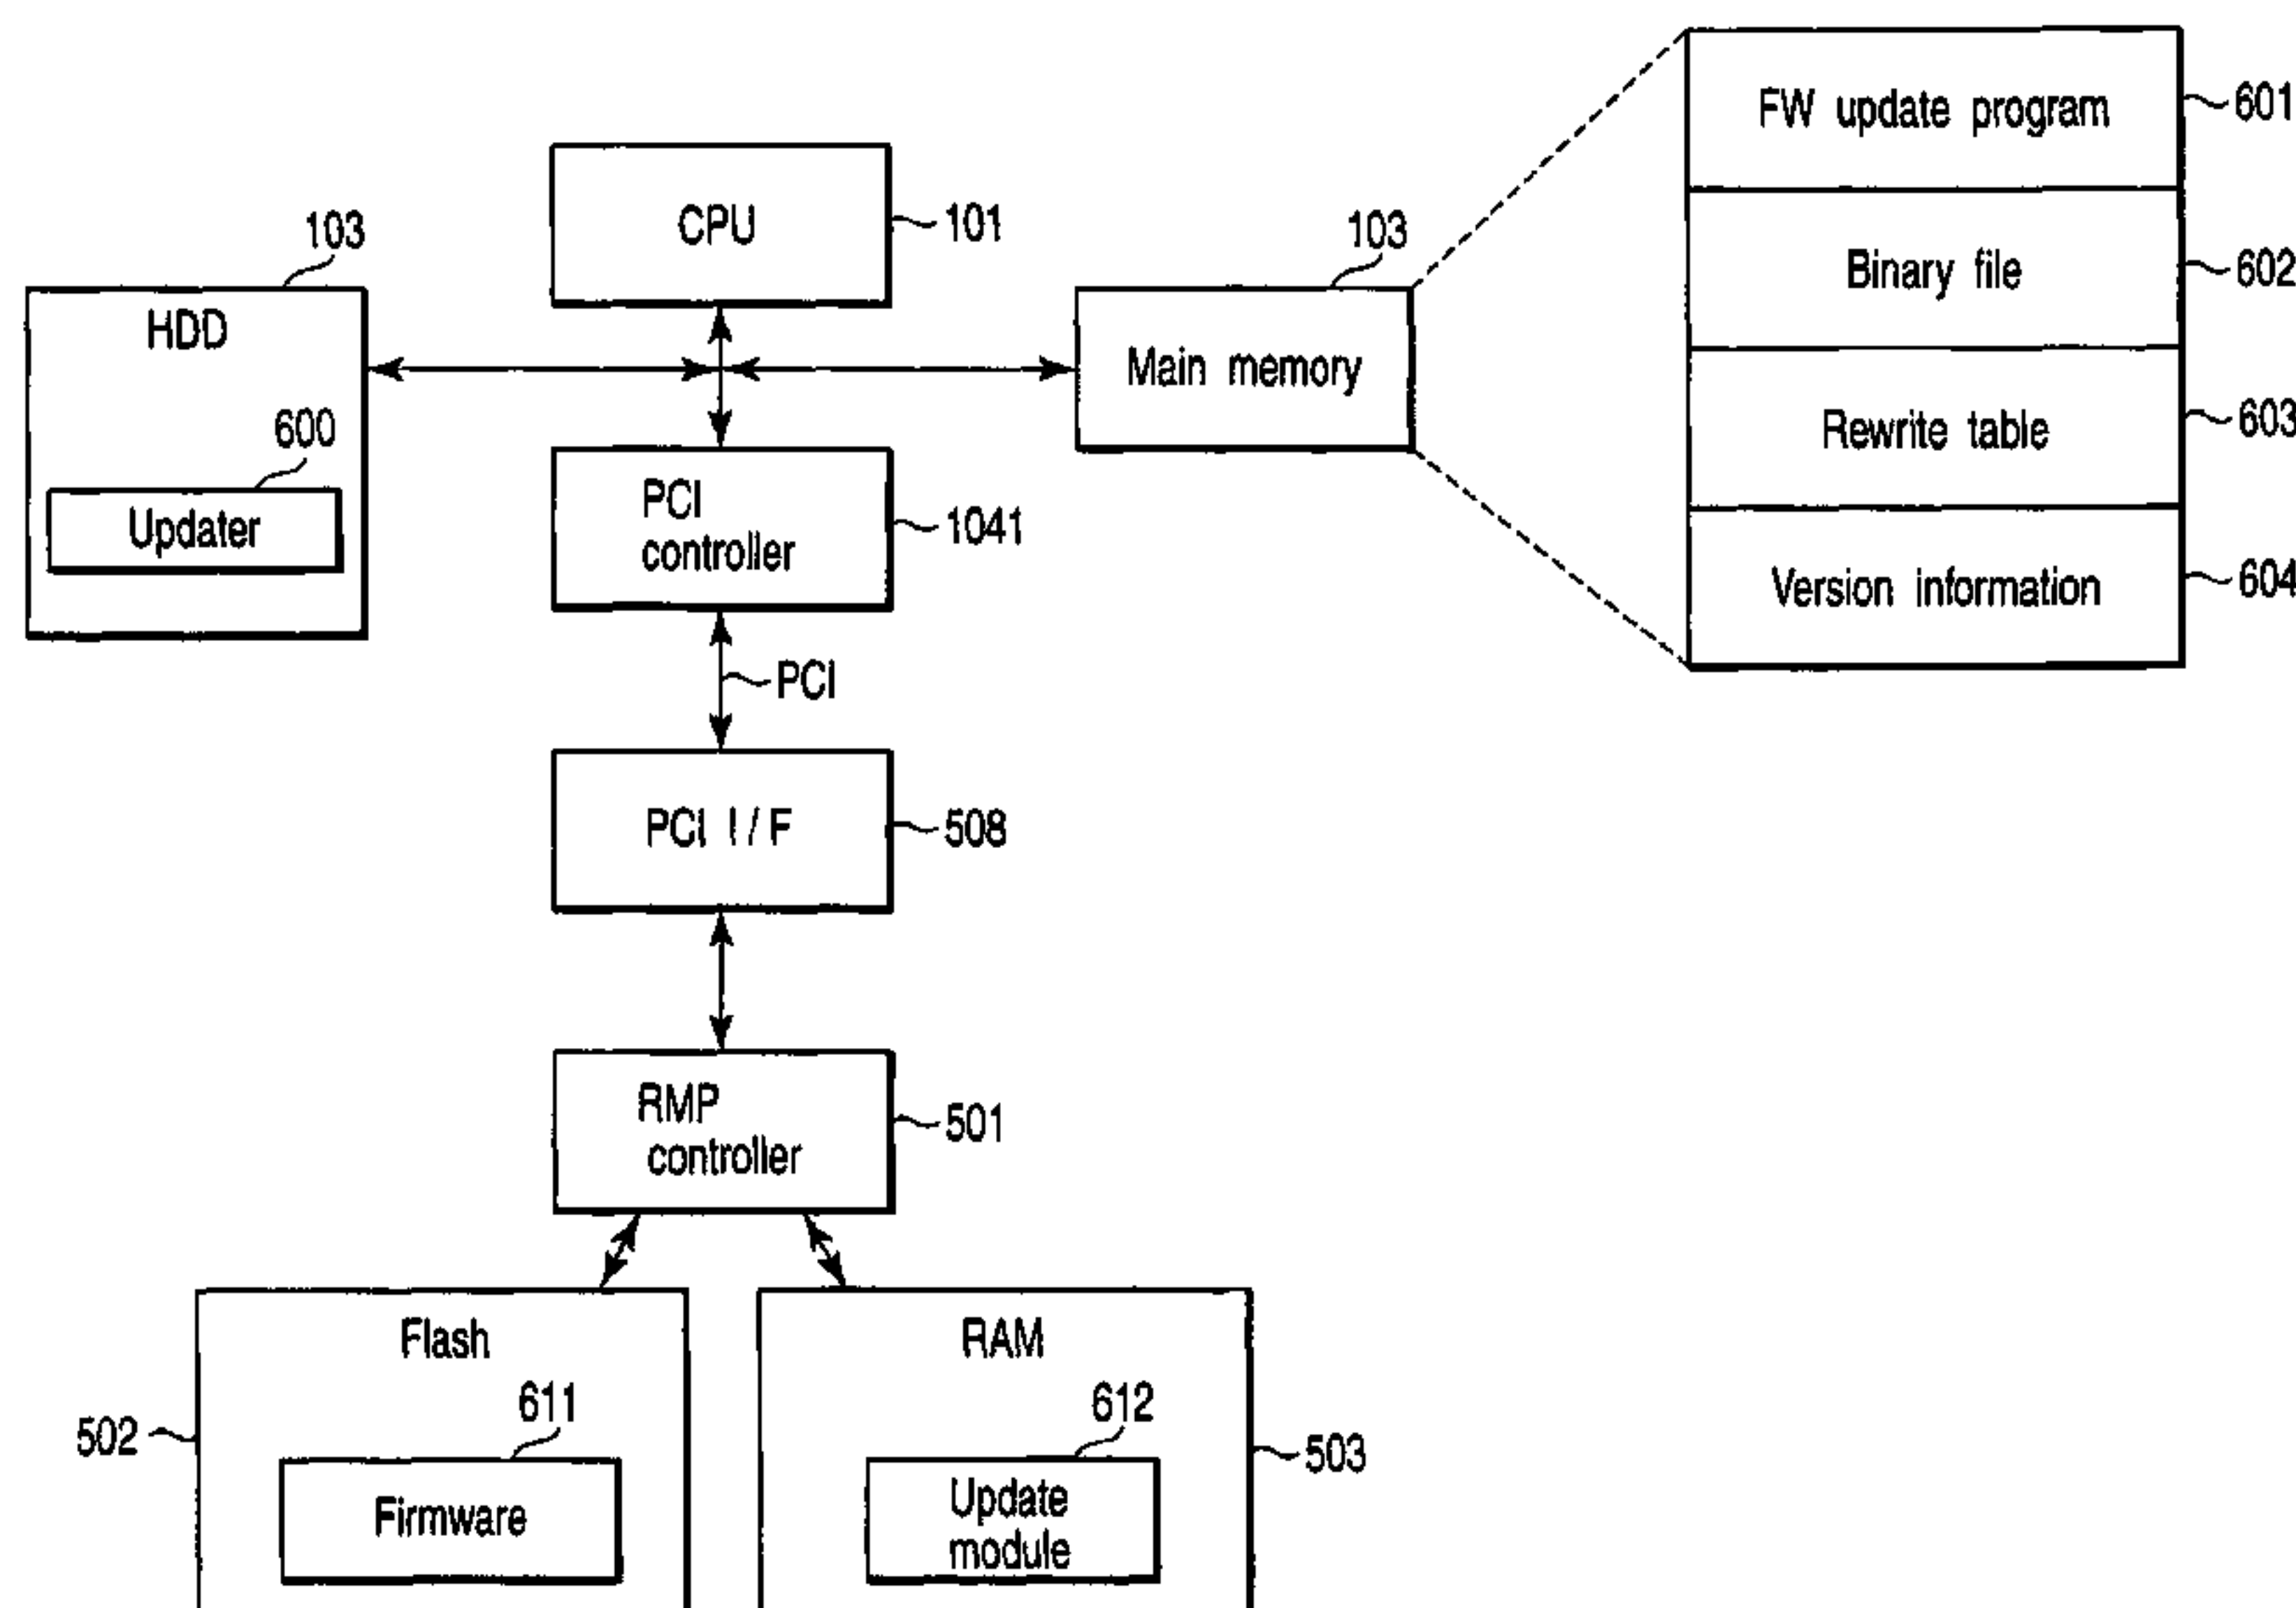 FW update program
601
CPU
101
103
HDD
103
Main memory
Binary file
602
600
Updater
PCI
controller
1041
Rewrite table
603
Version information
604
PCI
PCI I/F
508
RMP
controller
501
Flash
502
611
Firmware
RAM
612
503
Update
module